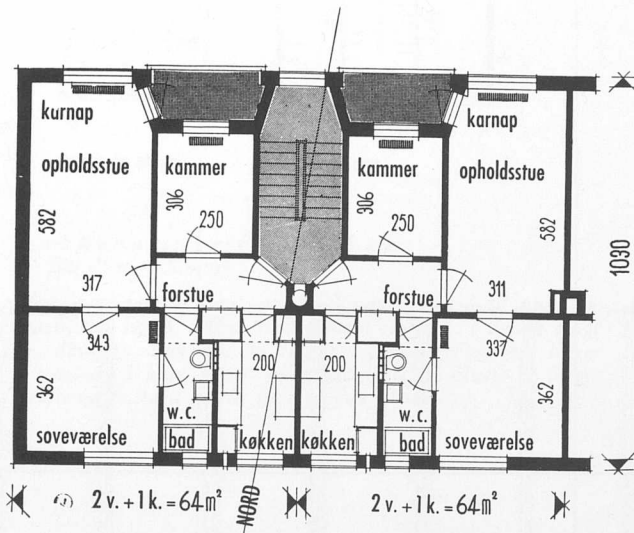 karnap
karnap
opholdsstue
kammer
kammer
opholdsstue
582
306
306
582
250
250
1030
317
311
forstue
forstue
343
337
362
200
200
362
w.c.
w.c.
soveværelse
bad
køkken
køkken
bad
soveværelse
2 v. + 1 k. = 64 m²
NORD
2 v. + 1 k. = 64 m²